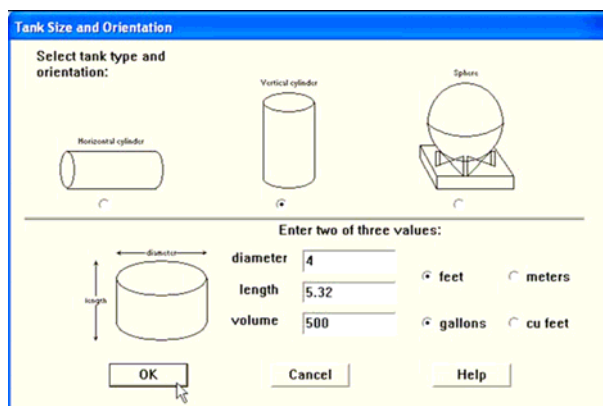 Tank Size and Orientation
Select tank type and
orientation:
Horizontal cylinder
Vertical cylinder
Sphere
Enter two of three values:
diameter
length
diameter 4
length 5.32
volume 500
feet meters
gallons cu feet
OK Cancel Help